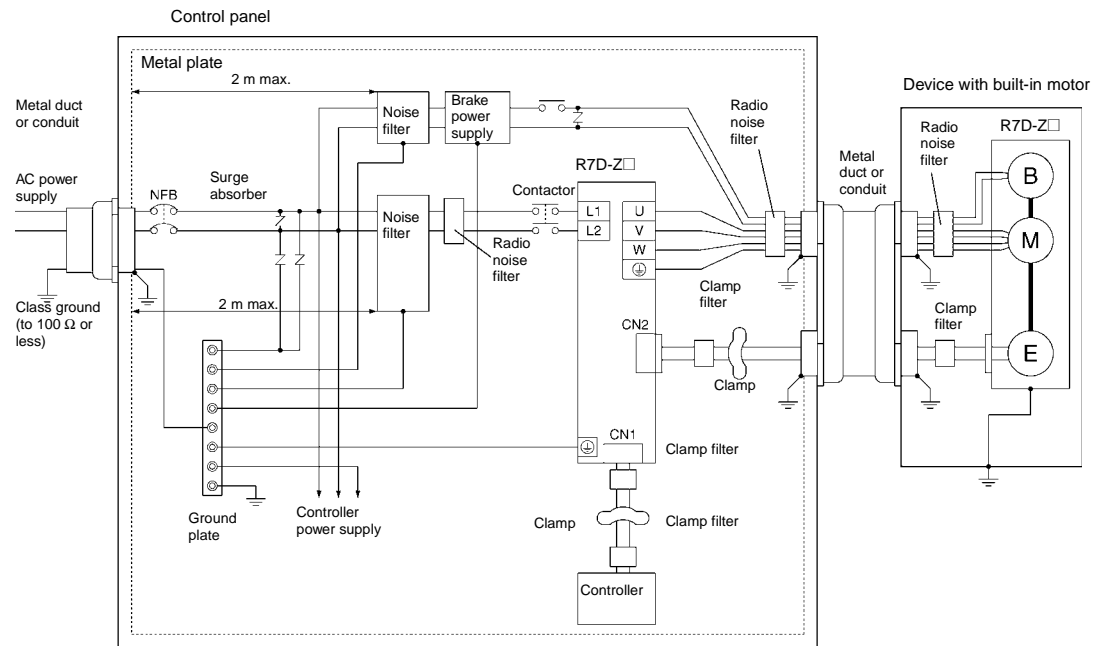 Control panel
Metal plate
2 m max.
Device with built-in motor
Metal duct
or conduit
Noise
filter
Brake
power
supply
Radio
noise
filter
Radio
noise
filter
R7D-Z□
R7D-Z□
Metal
duct or
conduit
B
AC power
supply
NFB
Surge
absorber
Contactor
Noise
filter
L1
L2
U
V
W
M
Radio
noise
filter
Class ground
(to 100 Ω or
less)
2 m max.
Clamp
filter
Clamp
filter
CN2
E
Clamp
CN1
Clamp filter
Ground
plate
Controller
power supply
Clamp
Clamp filter
Controller